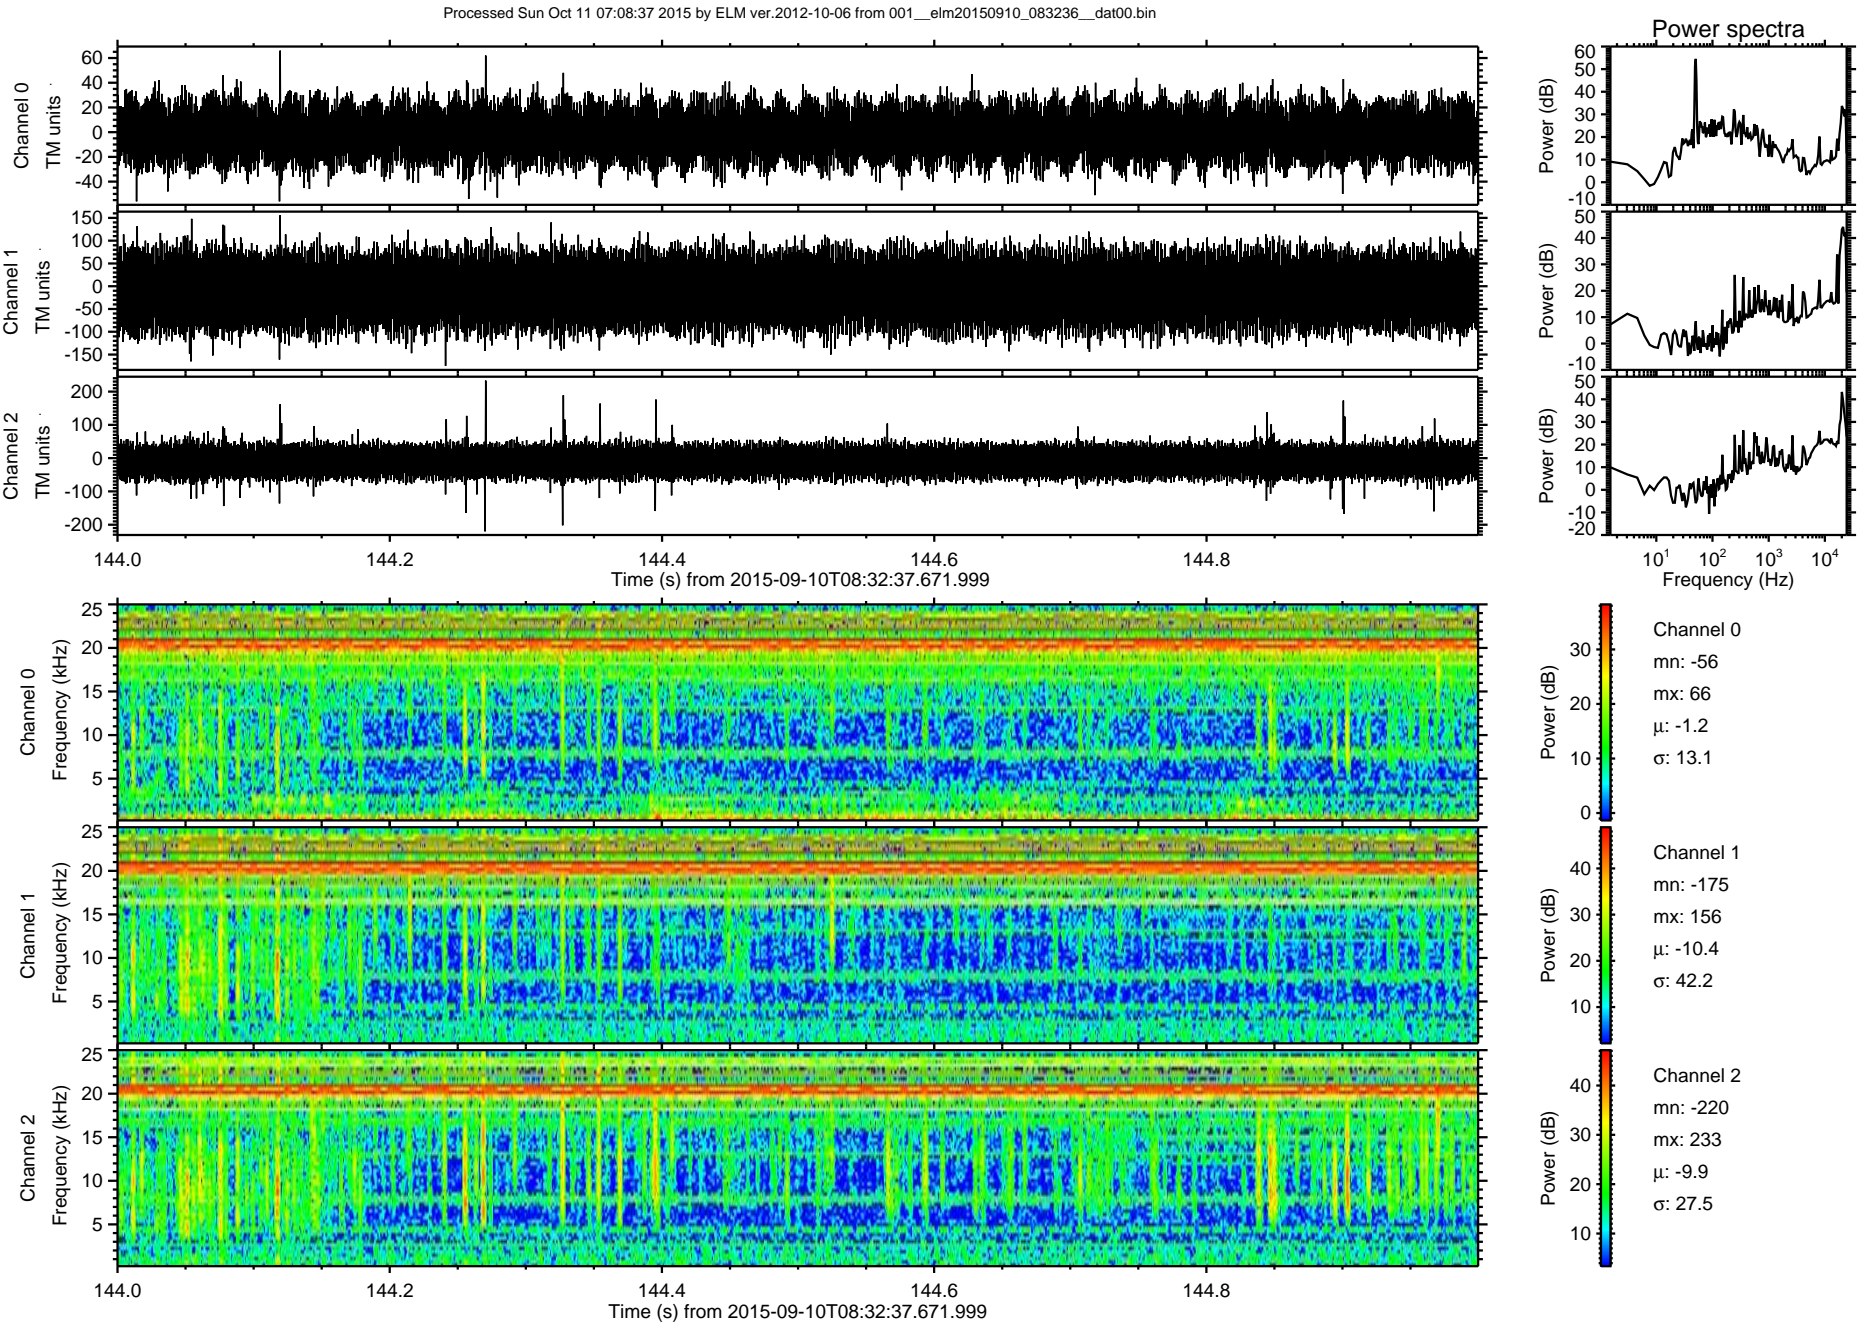 Processed Sun Oct 11 07:08:37 2015 by ELM ver.2012-10-06 from 001__elm20150910_083236__dat00.bin
Power spectra
Channel 0
TM units
60
40
20
0
-20
-40
Power (dB)
60
50
40
30
20
10
0
-10
Channel 1
TM units
150
100
50
0
-50
-100
-150
Power (dB)
50
40
30
20
10
0
-10
Channel 2
TM units
200
100
0
-100
-200
Power (dB)
50
40
30
20
10
0
-10
-20
144.0 144.2 144.4 144.6 144.8
Time (s) from 2015-09-10T08:32:37.671.999
10^1 10^2 10^3 10^4
Frequency (Hz)
Channel 0
Frequency (kHz)
25
20
15
10
5
Power (dB)
30
20
10
0
Channel 0
mn: -56
mx: 66
μ: -1.2
σ: 13.1
Channel 1
Frequency (kHz)
25
20
15
10
5
Power (dB)
40
30
20
10
Channel 1
mn: -175
mx: 156
μ: -10.4
σ: 42.2
Channel 2
Frequency (kHz)
25
20
15
10
5
Power (dB)
40
30
20
10
Channel 2
mn: -220
mx: 233
μ: -9.9
σ: 27.5
144.0 144.2 144.4 144.6 144.8
Time (s) from 2015-09-10T08:32:37.671.999